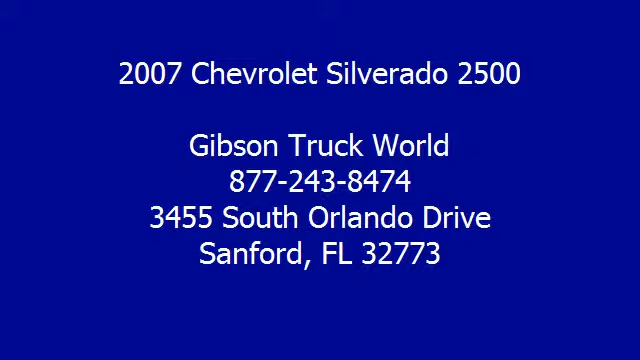 2007 Chevrolet Silverado 2500
Gibson Truck World
877-243-8474
3455 South Orlando Drive
Sanford, FL 32773